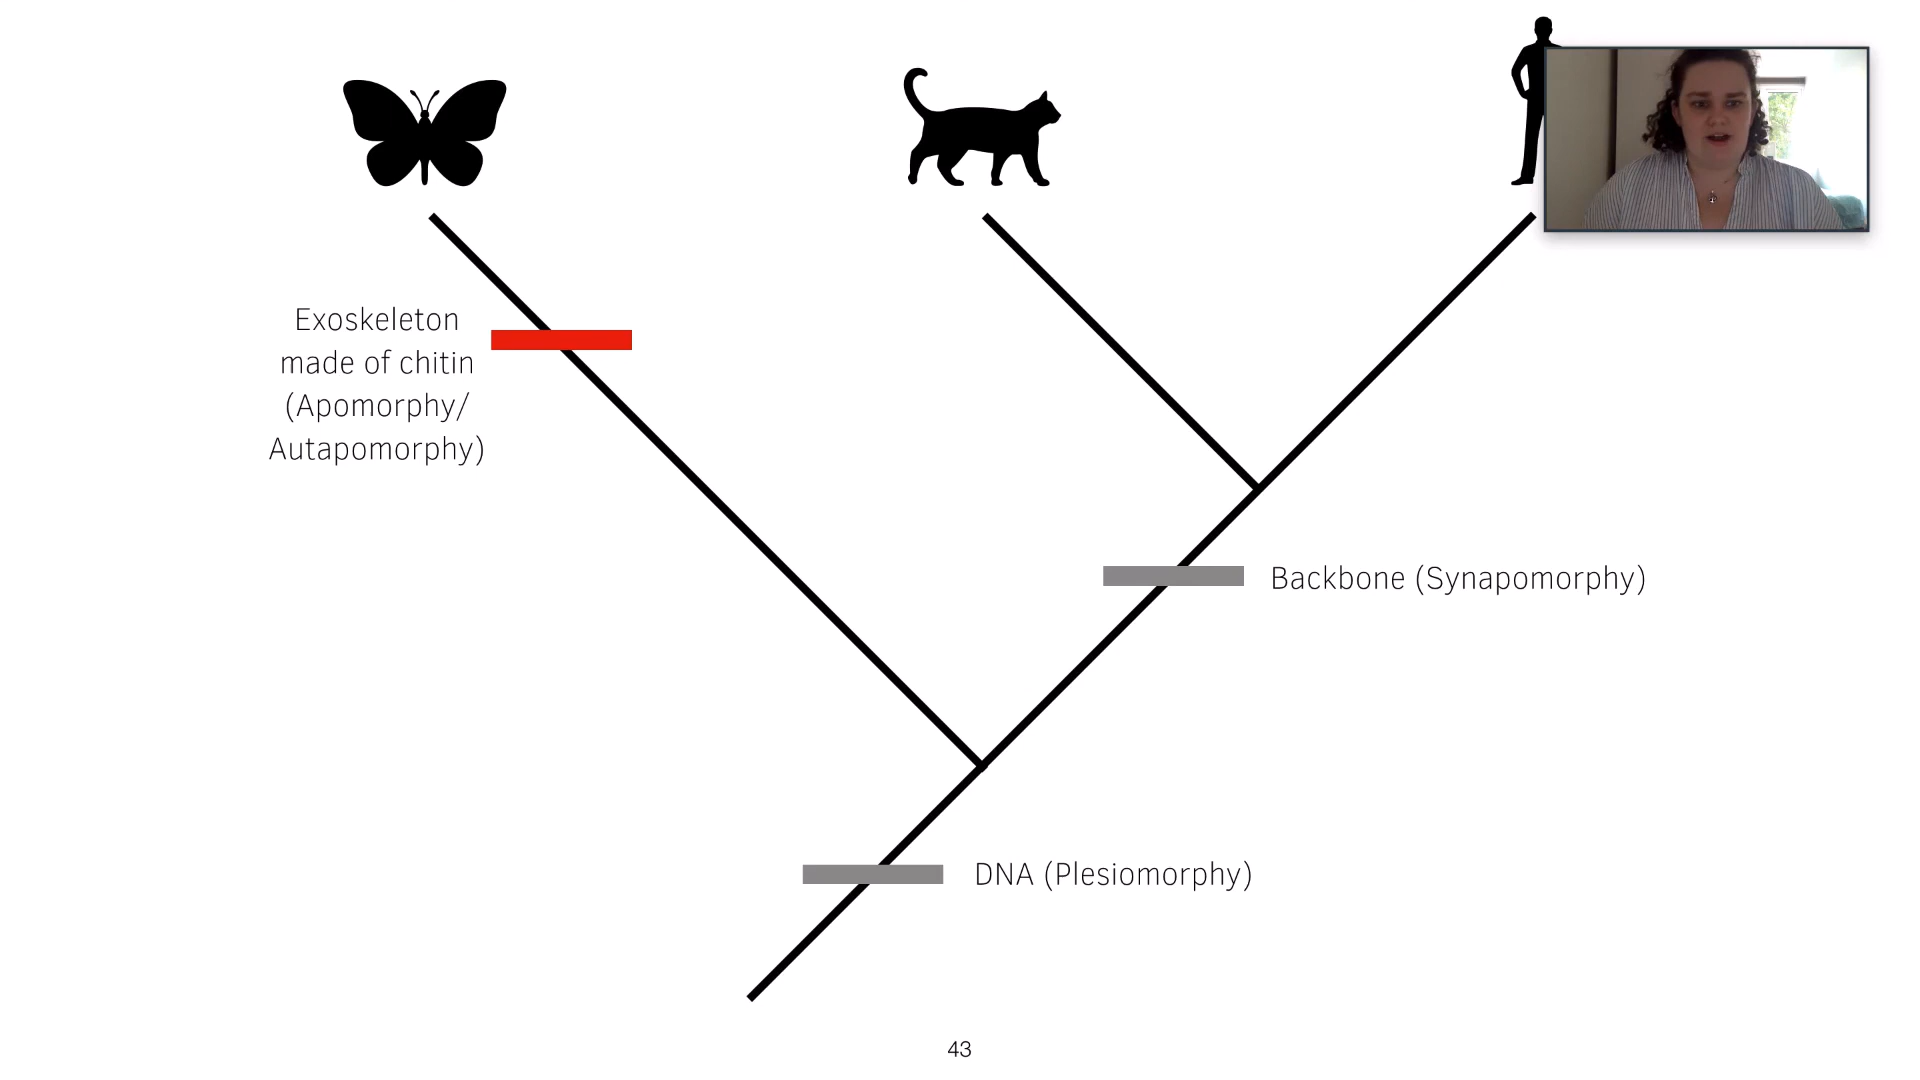 Exoskeleton
made of chitin
(Apomorphy/
Autapomorphy)
Backbone (Synapomorphy)
DNA (Plesiomorphy)
43